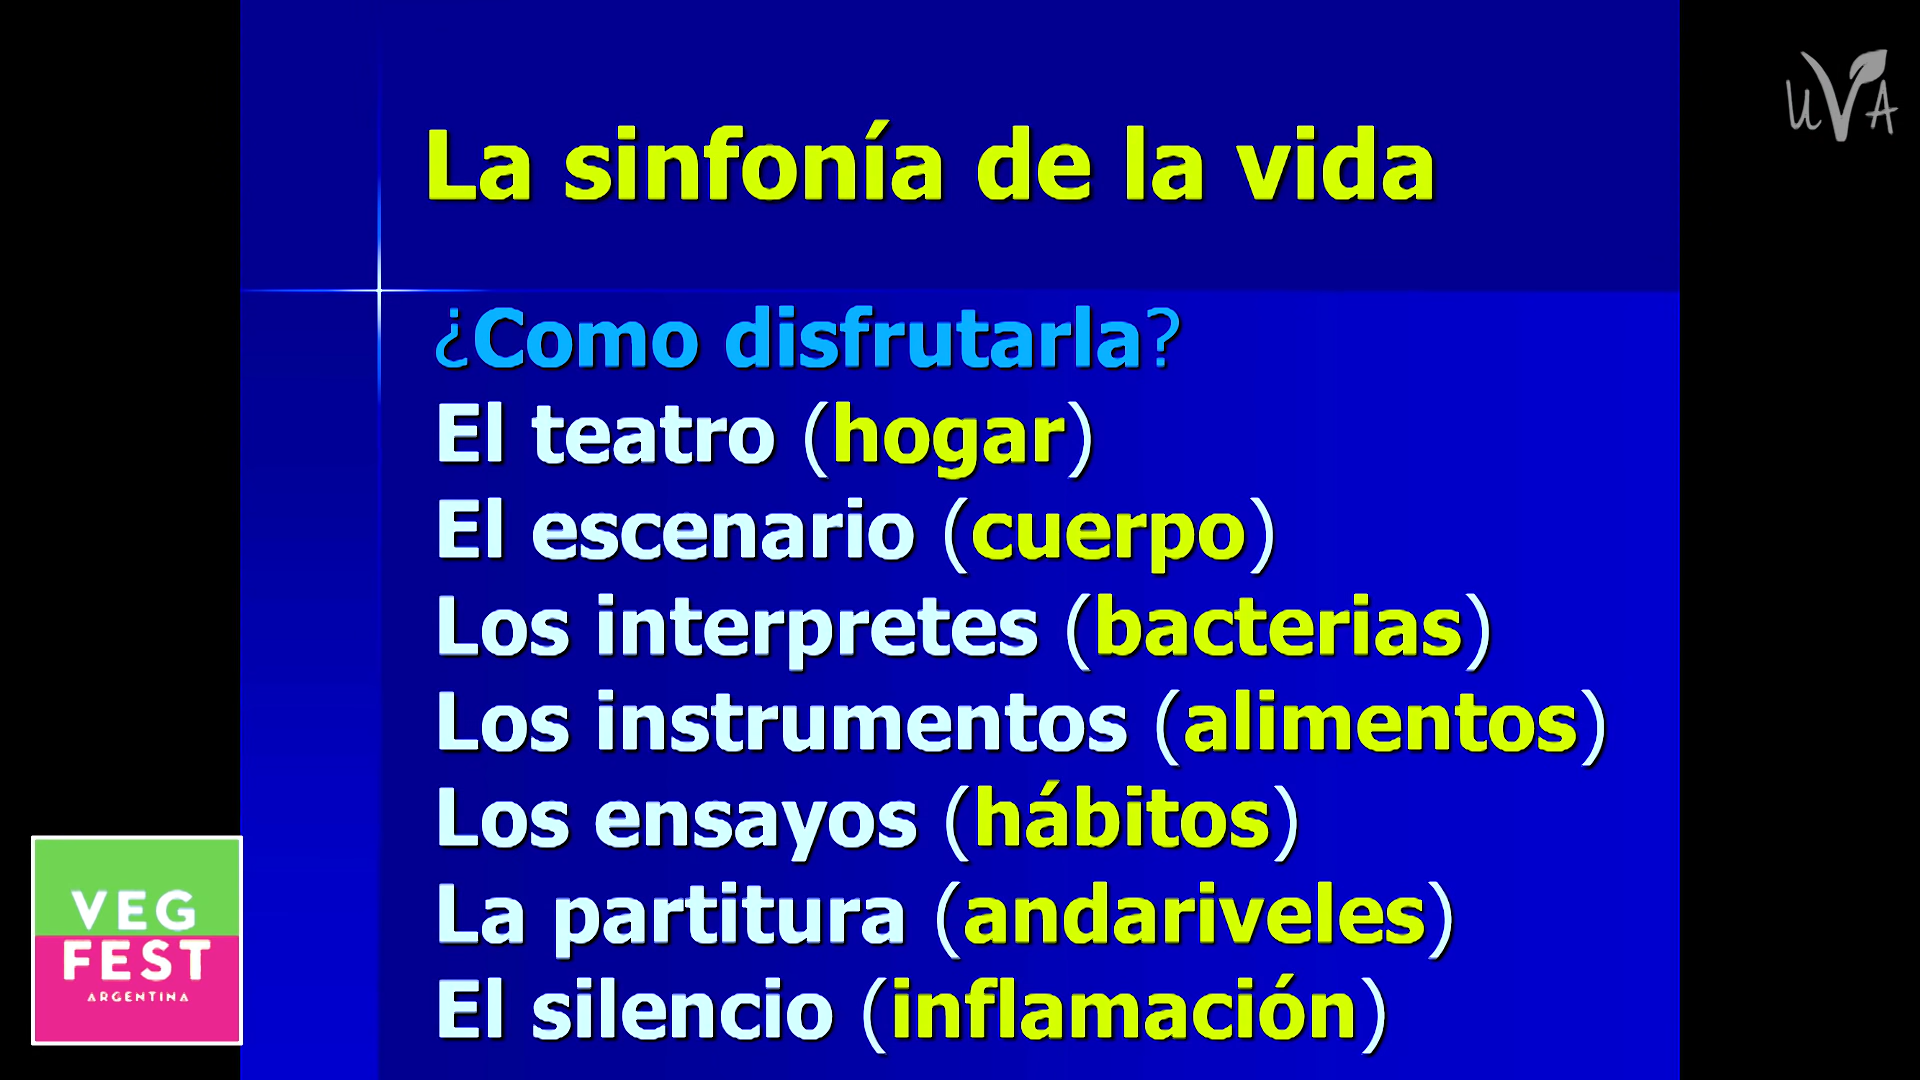 UVA
La sinfonía de la vida
¿Como disfrutarla?
El teatro (hogar)
El escenario (cuerpo)
Los interpretes (bacterias)
Los instrumentos (alimentos)
Los ensayos (hábitos)
La partitura (andariveles)
El silencio (inflamación)
VEG
FEST
ARGENTINA